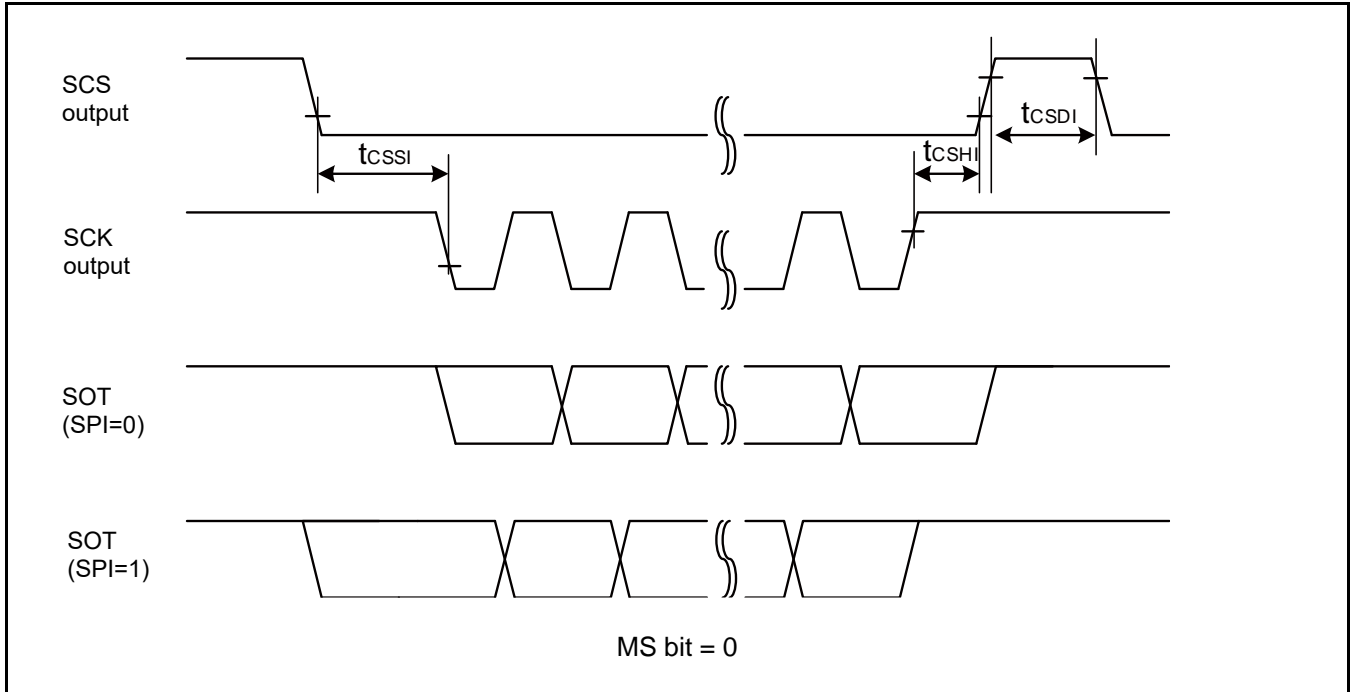 SCS
output
tCSSI
tCSHI
tCSDI
SCK
output
SOT
(SPI=0)
SOT
(SPI=1)
MS bit = 0